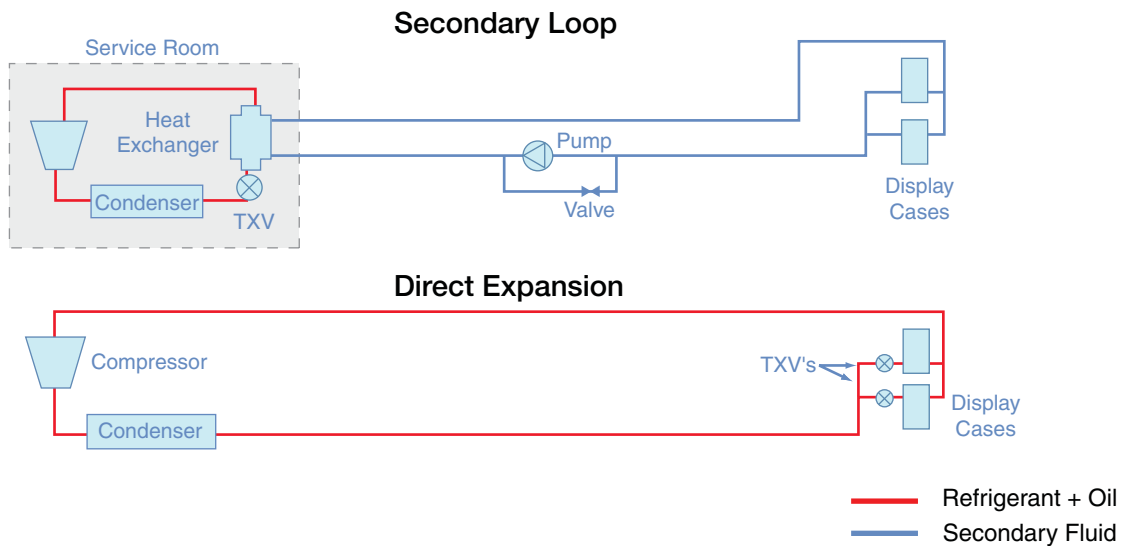 Secondary Loop
Service Room
Heat
Exchanger
Pump
Condenser
TXV
Valve
Display
Cases
Direct Expansion
Compressor
TXV's
Condenser
Display
Cases
Refrigerant + Oil
Secondary Fluid